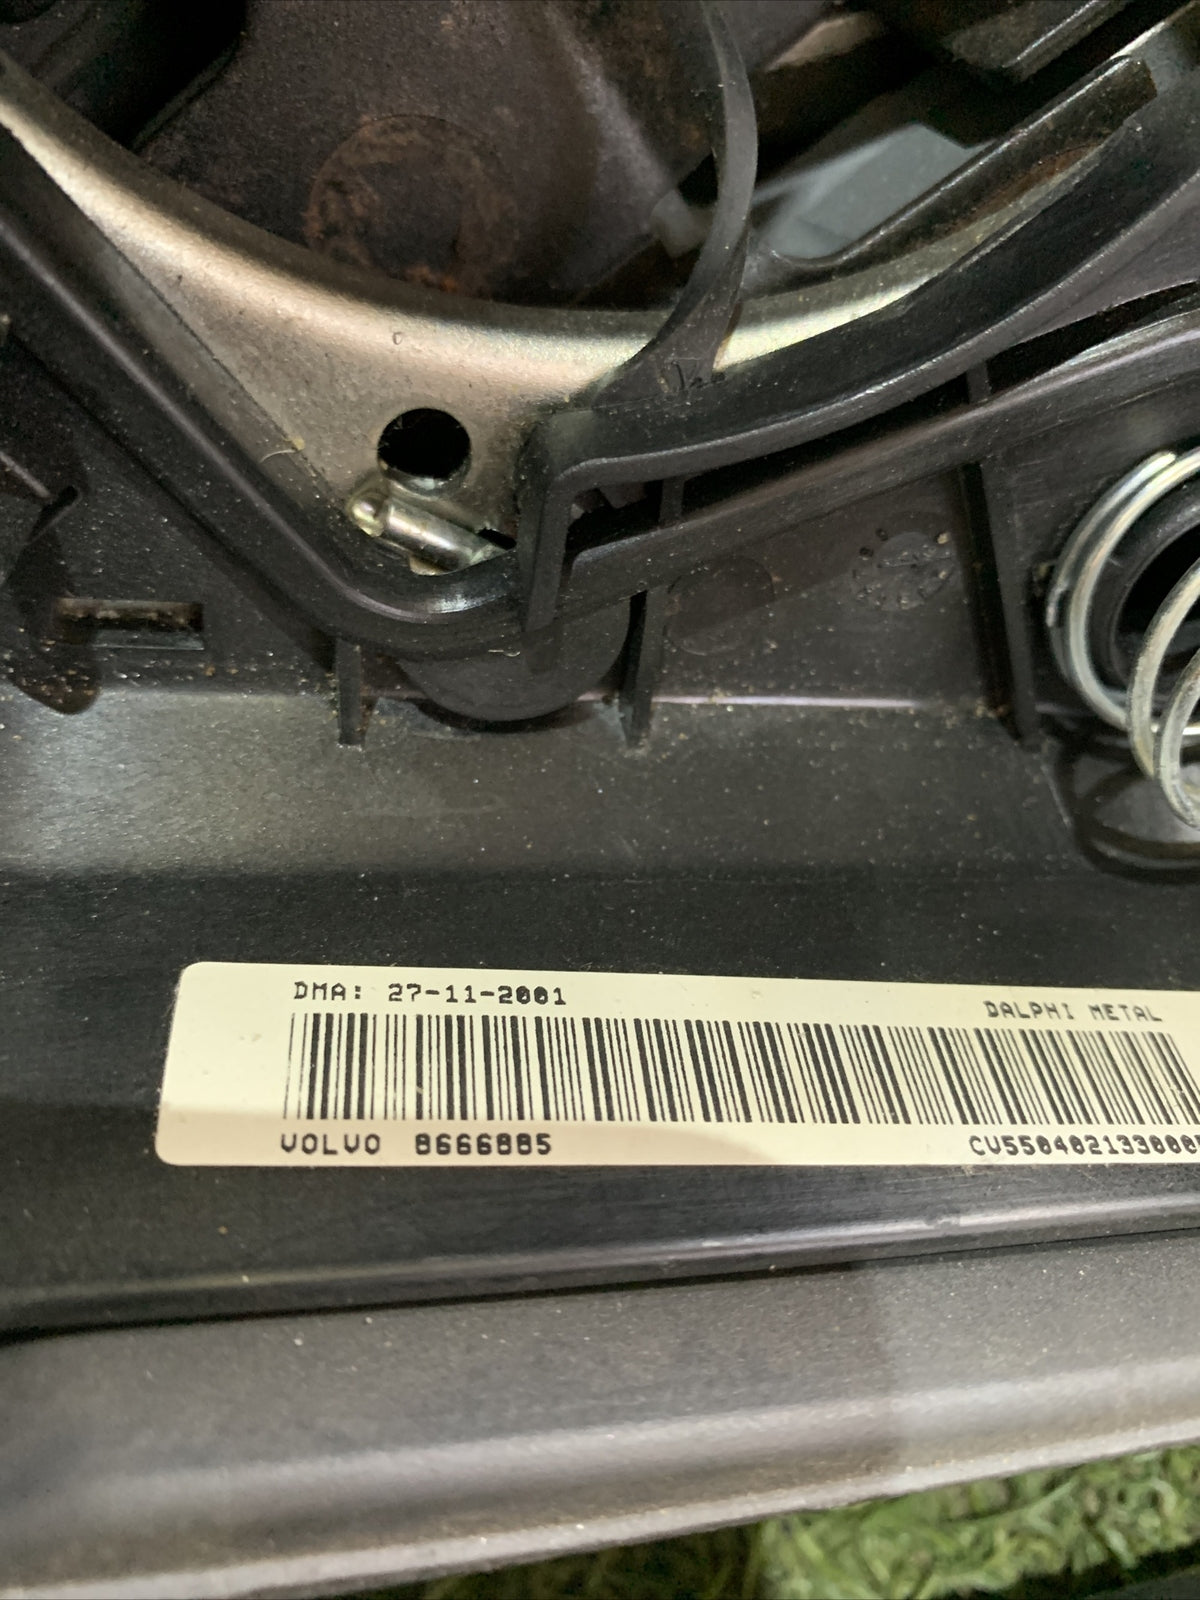 DMA: 27-11-2001
DALPHI METAL
VOLVO 8666885